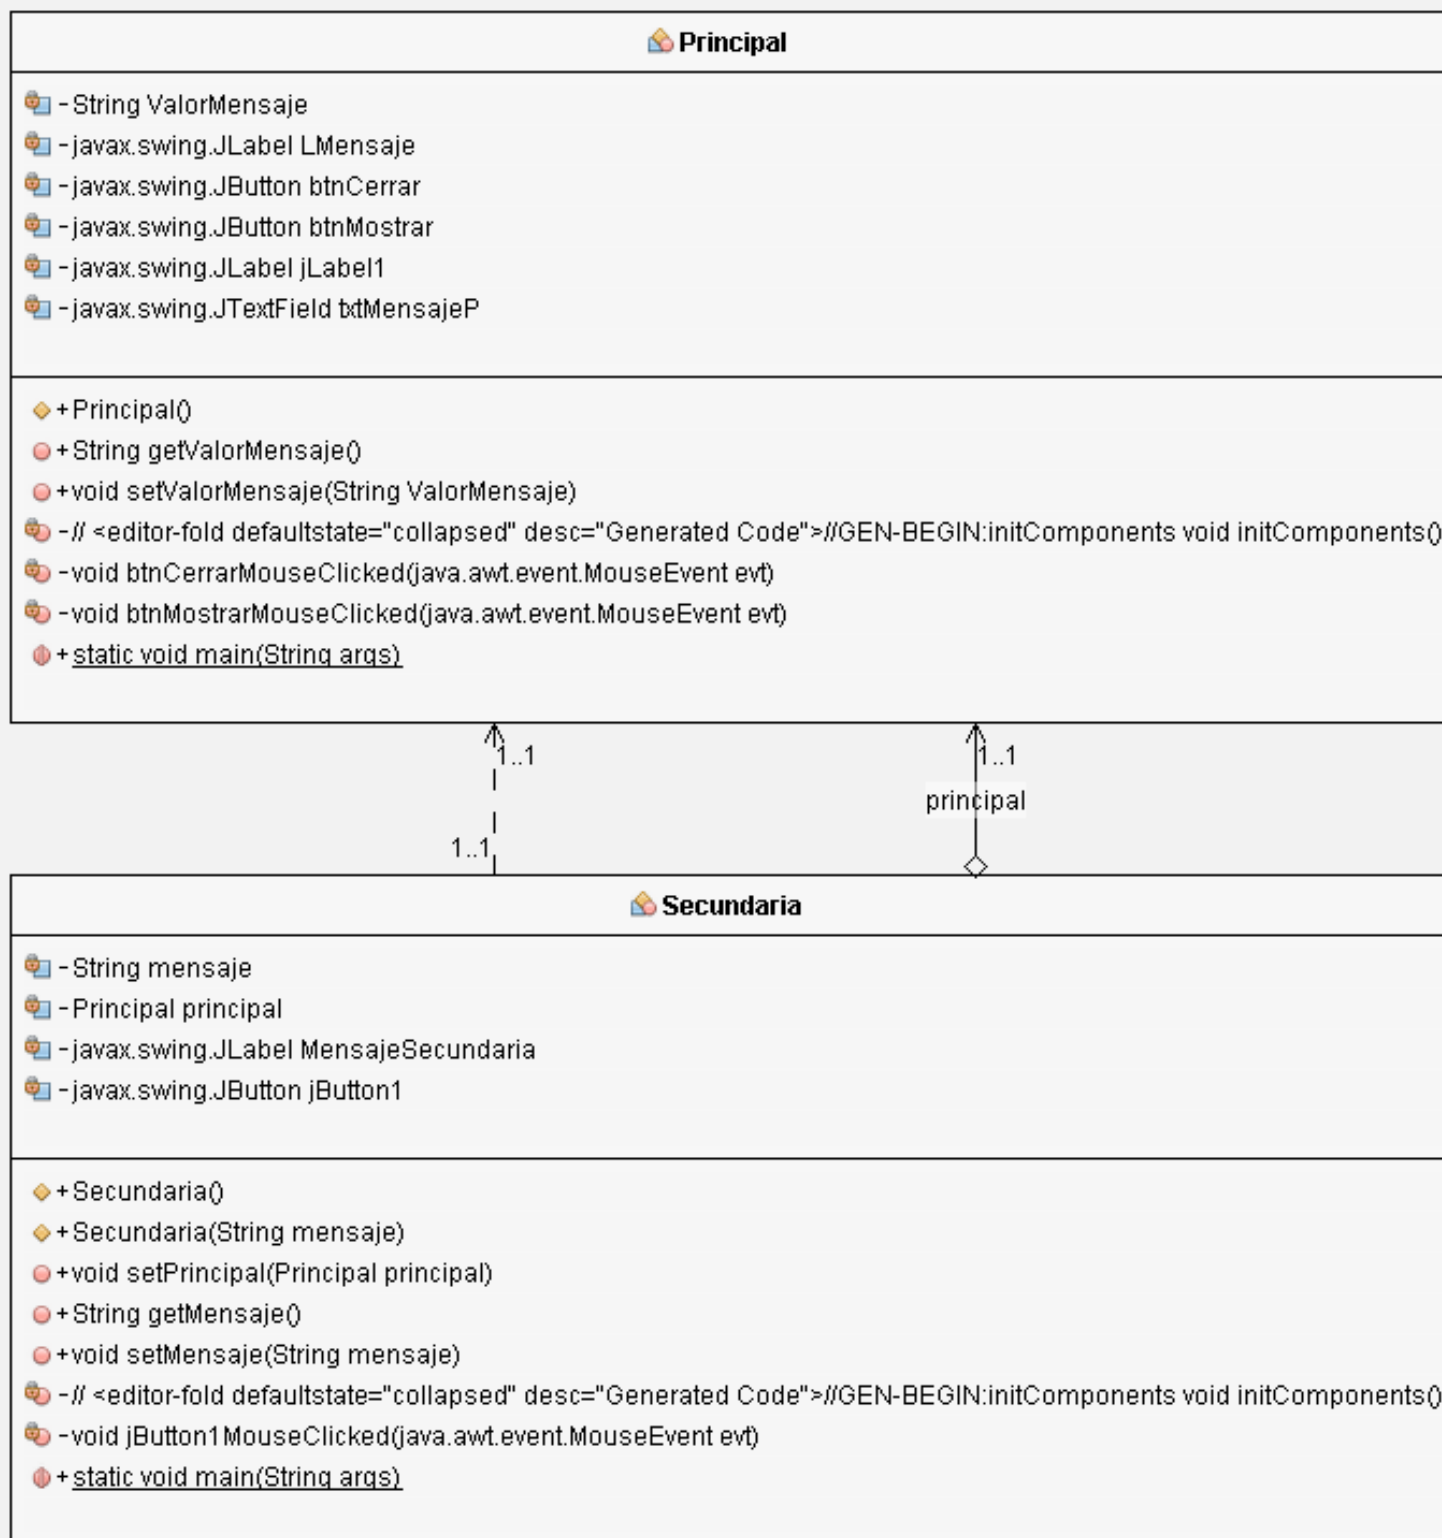 Principal
-String ValorMensaje
-javax.swing.JLabel LMensaje
-javax.swing.JButton btnCerrar
-javax.swing.JButton btnMostrar
-javax.swing.JLabel jLabel1
-javax.swing.JTextField txtMensajeP
+Principal()
+String getValorMensaje()
+void setValorMensaje(String ValorMensaje)
-// <editor-fold defaultstate="collapsed" desc="Generated Code">//GEN-BEGIN:initComponents void initComponents()
-void btnCerrarMouseClicked(java.awt.event.MouseEvent evt)
-void btnMostrarMouseClicked(java.awt.event.MouseEvent evt)
+static void main(String args)
1..1
1..1
principal
1..1
Secundaria
-String mensaje
-Principal principal
-javax.swing.JLabel MensajeSecundaria
-javax.swing.JButton jButton1
+Secundaria()
+Secundaria(String mensaje)
+void setPrincipal(Principal principal)
+String getMensaje()
+void setMensaje(String mensaje)
-// <editor-fold defaultstate="collapsed" desc="Generated Code">//GEN-BEGIN:initComponents void initComponents()
-void jButton1MouseClicked(java.awt.event.MouseEvent evt)
+static void main(String args)